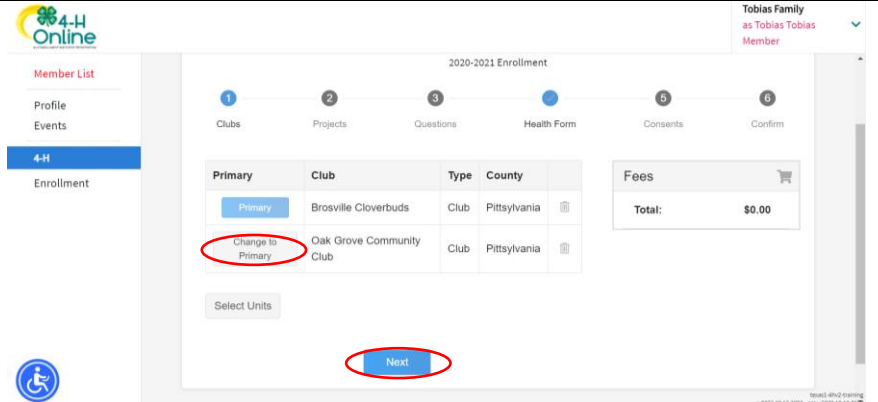 Tobias Family
4-H
Online
as Tobias Tobias
Member
Member List
Profile
Events
4-H
Enrollment
2020-2021 Enrollment
1 2 3 5 6
Clubs Projects Questions Health Form Consents Confirm
Primary Club Type County
Primary Brosville Cloverbuds Club Pittsylvania
Change to Primary Oak Grove Community Club Club Pittsylvania
Select Units
Next
Fees
Total: $0.00